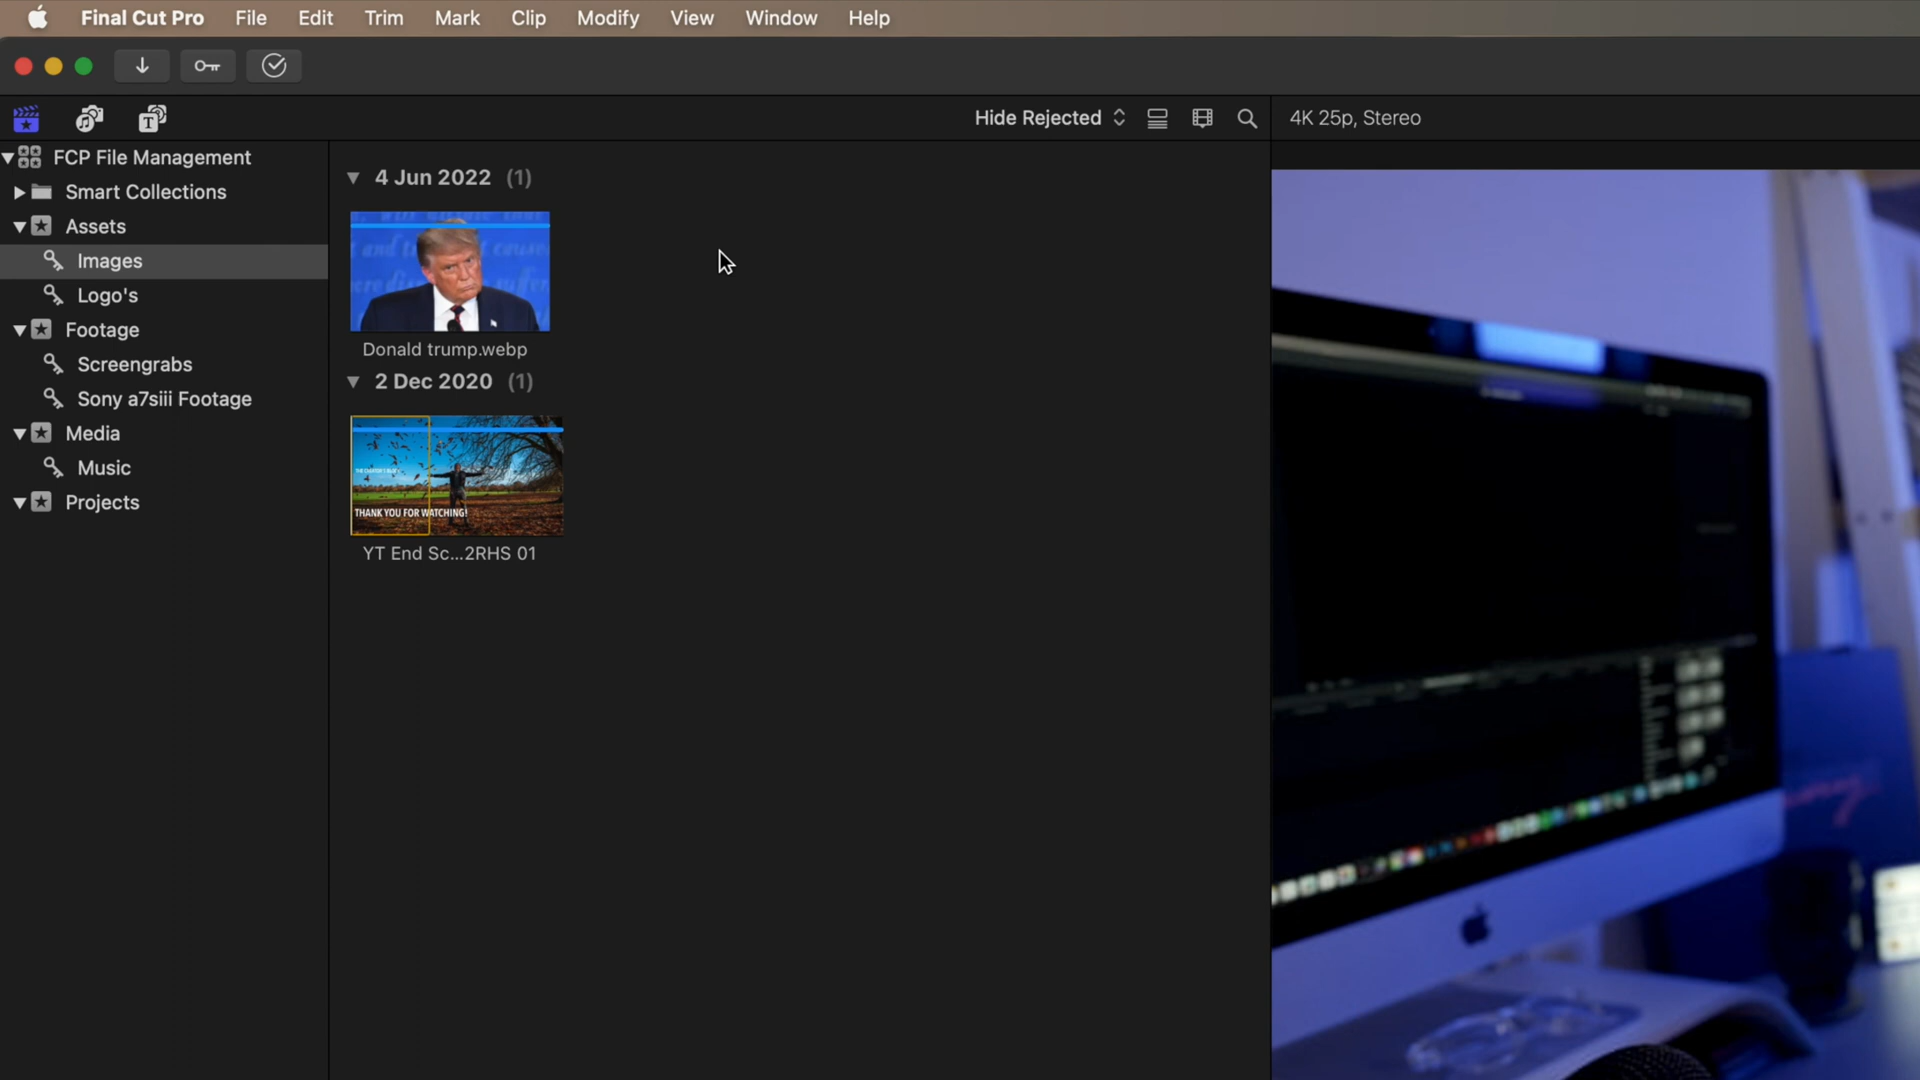 Final Cut Pro File Edit Trim Mark Clip Modify View Window Help
Hide Rejected
4K 25p, Stereo
FCP File Management
Smart Collections
Assets
Images
Logo's
Footage
Screengrabs
Sony a7siii Footage
Media
Music
Projects
4 Jun 2022 (1)
Donald trump.webp
2 Dec 2020 (1)
THANK YOU FOR WATCHING!
YT End Sc...2RHS 01